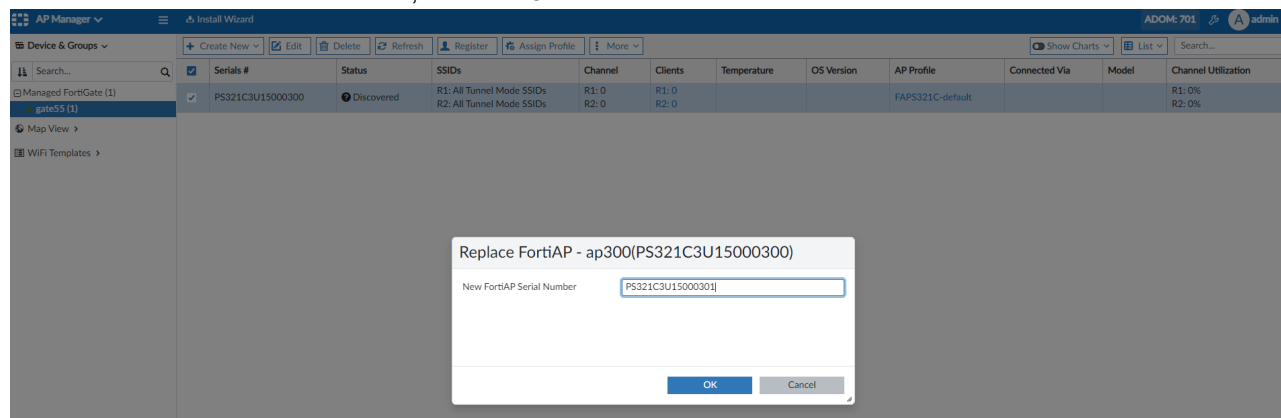 AP Manager
Install Wizard
ADOM: 701
A
admin
Device & Groups
Create New
Edit
Delete
Refresh
Register
Assign Profile
More
Show Charts
List
Search...
Search...
Serials #
Status
SSIDs
Channel
Clients
Temperature
OS Version
AP Profile
Connected Via
Model
Channel Utilization
Managed FortiGate (1)
gate55 (1)
Map View
WiFi Templates
PS321C3U15000300
Discovered
R1: All Tunnel Mode SSIDs
R2: All Tunnel Mode SSIDs
R1: 0
R2: 0
R1: 0
R2: 0
FAPS321C-default
R1: 0%
R2: 0%
Replace FortiAP - ap300(PS321C3U15000300)
New FortiAP Serial Number
PS321C3U15000301
OK
Cancel